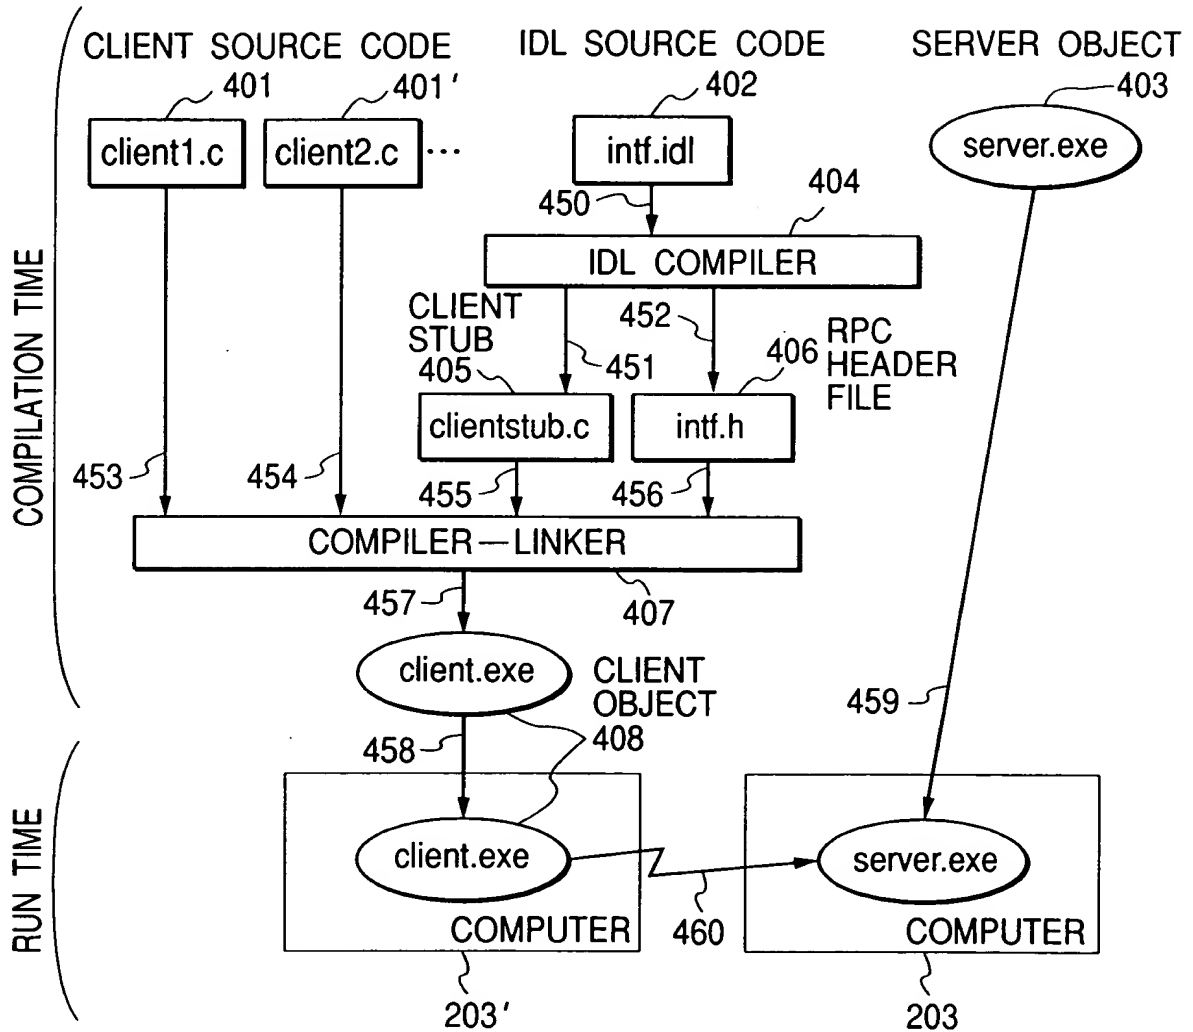 CLIENT SOURCE CODE
IDL SOURCE CODE
SERVER OBJECT
401
401'
402
403
client1.c
client2.c
...
intf.idl
server.exe
450
404
IDL COMPILER
CLIENT
STUB
405
451
452
406
RPC
HEADER
FILE
clientstub.c
intf.h
453
454
455
456
COMPILER—LINKER
457
407
client.exe
CLIENT
OBJECT
408
458
459
COMPILATION TIME
RUN TIME
client.exe
server.exe
COMPUTER
460
COMPUTER
203'
203